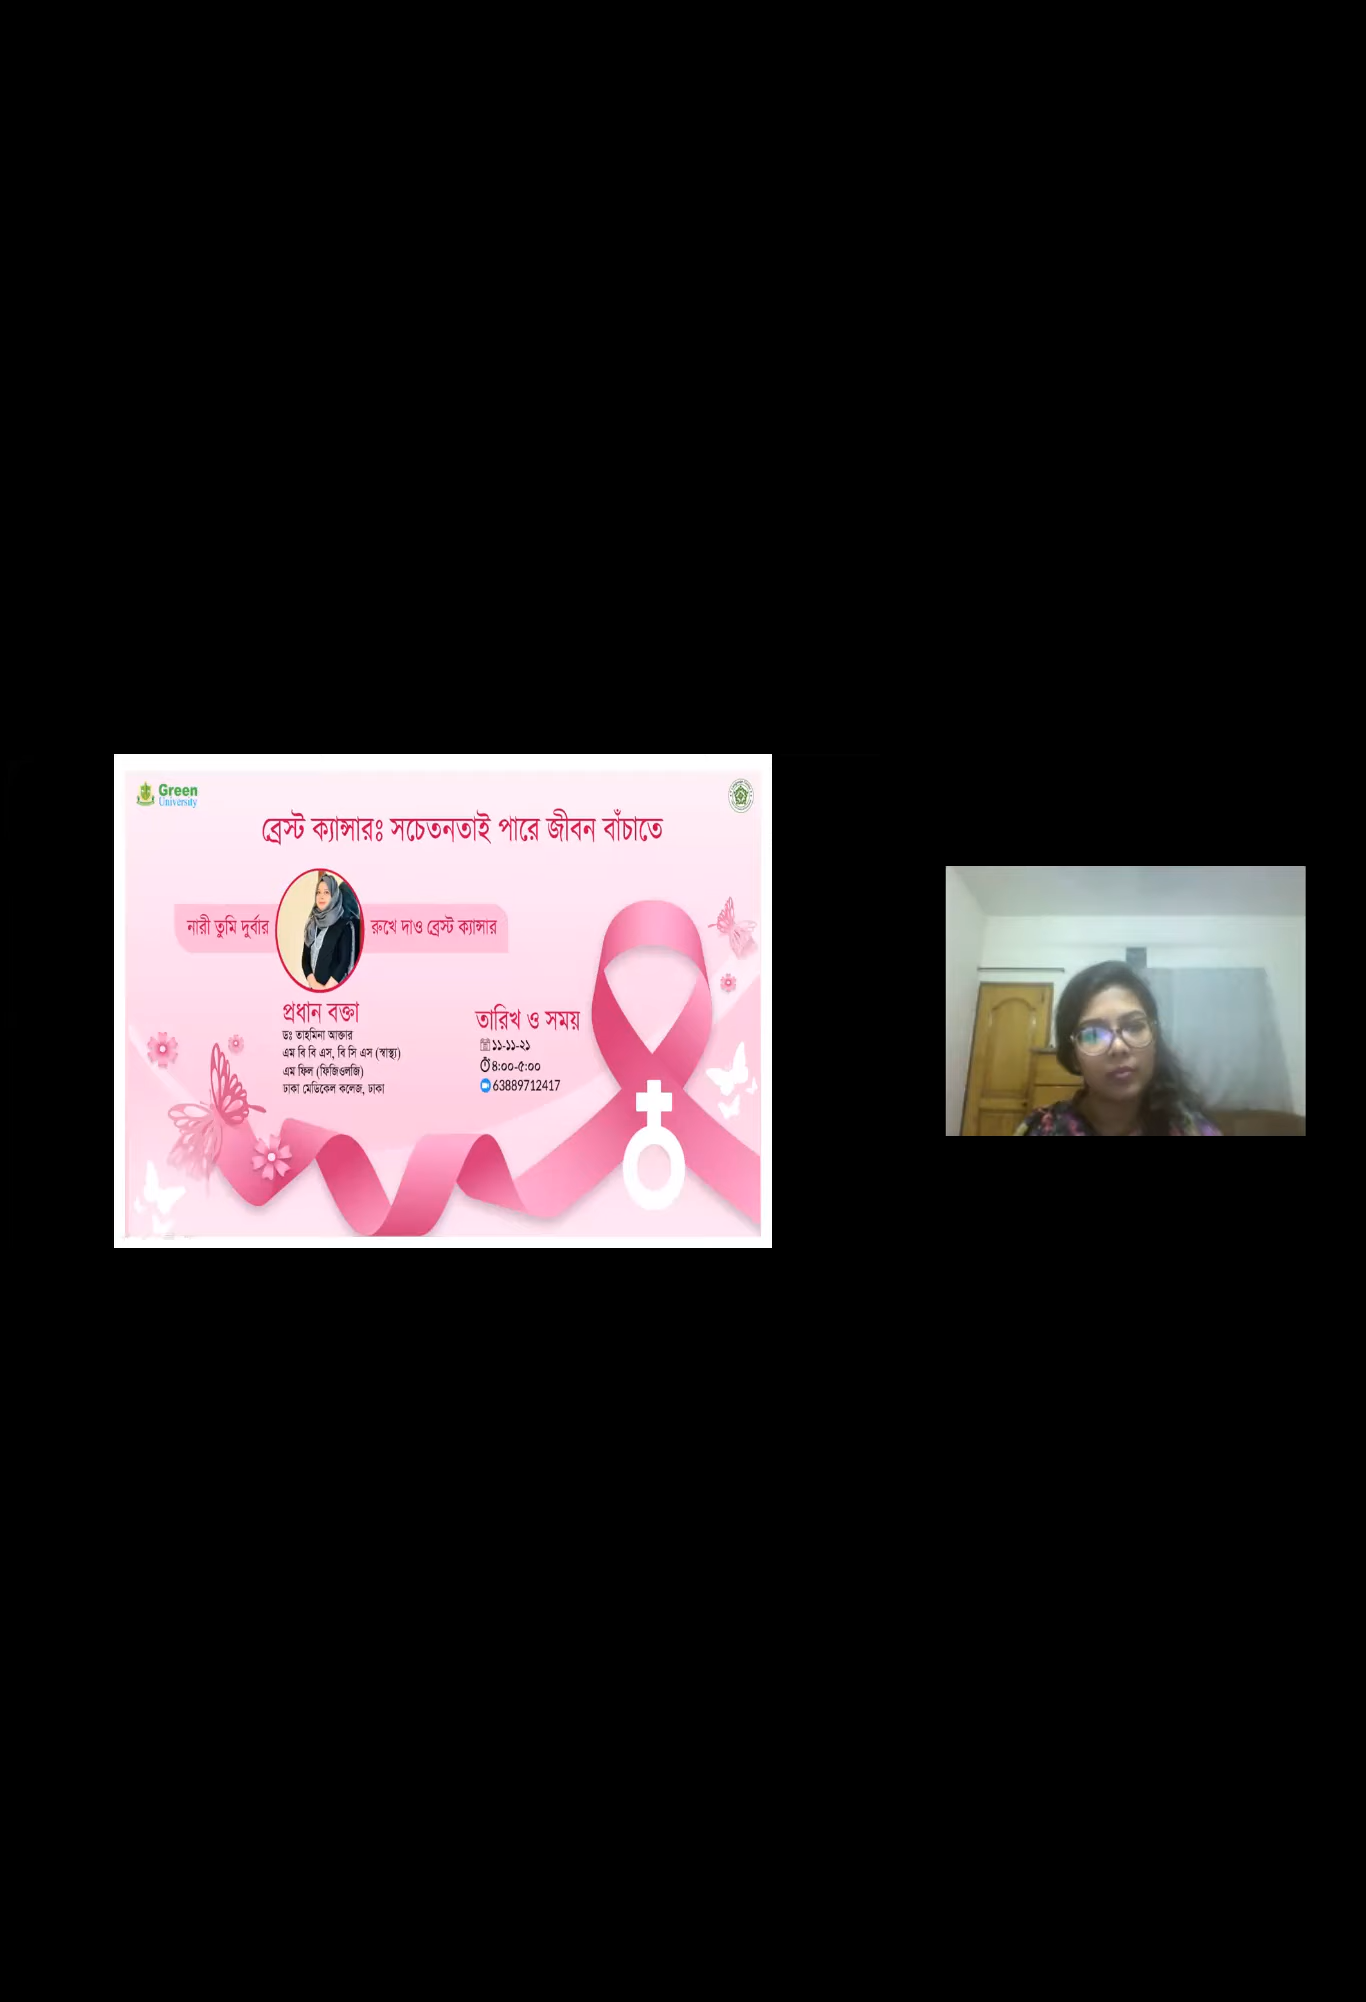 Green
University
ব্রেস্ট ক্যান্সারঃ সচেতনতাই পারে জীবন বাঁচাতে
নারী তুমি দুর্বার
রুখে দাও ব্রেস্ট ক্যান্সার
প্রধান বক্তা
ডঃ তাহমিনা আক্তার
এম বি বি এস, বি সি এস (স্বাস্থ্য)
এম ফিল (ফিজিওলজি)
ঢাকা মেডিকেল কলেজ, ঢাকা
তারিখ ও সময়
১১-১১-২১
৪:০০-৫:০০
63889712417